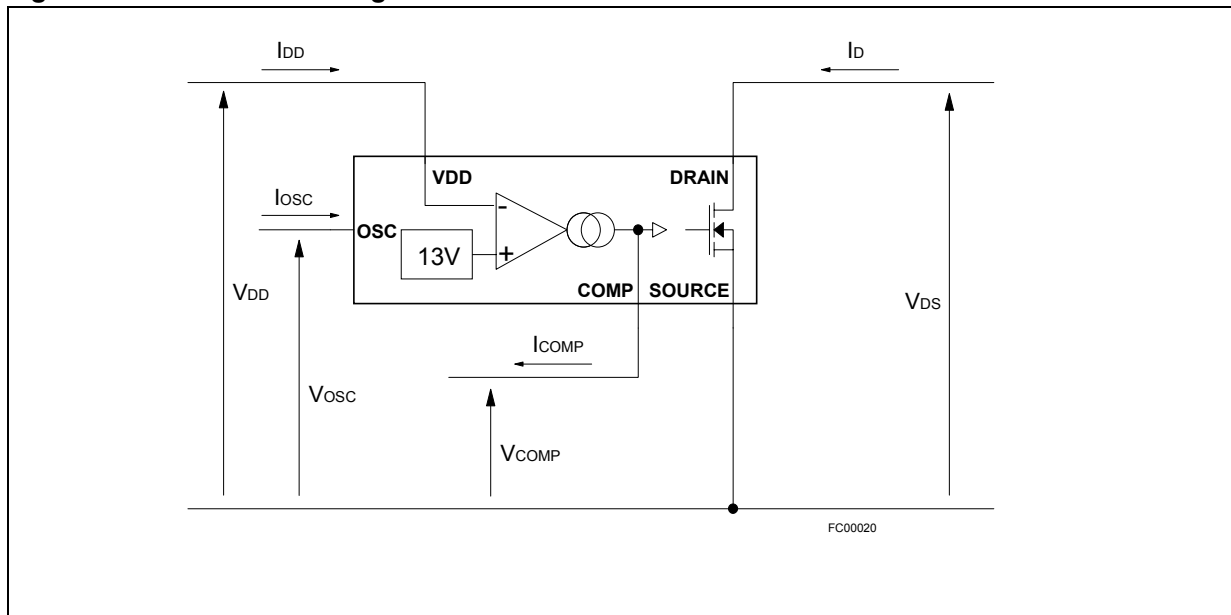 IDD
ID
VDD
DRAIN
IOSC
OSC
-
13V
+
COMP
SOURCE
VDD
VDS
ICOMP
VOSC
VCOMP
FC00020